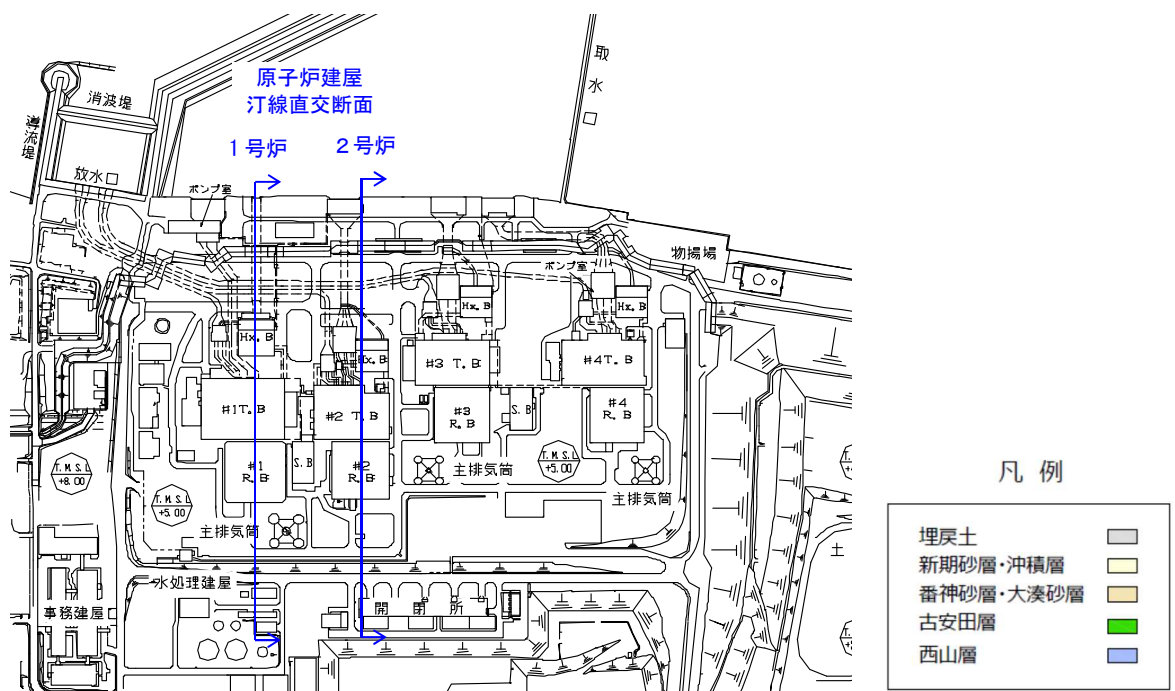 取水口
原子炉建屋
汀線直交断面
消波堤
導流堤
1号炉
2号炉
放水口
ポンプ室
物揚場
ポンプ室
Hx. B
Hx. B
Hx. B
Hx. B
#3 T. B
#4T. B
#1T. B
#2 T. B
#3
R. B
S. B
#4
R. B
#1
R. B
S. B
#2
R. B
T. M. S. L
+8.00
T. M. S. L
+5.00
T. M. S. L
+5.00
主排気筒
主排気筒
主排気筒
土
水処理建屋
事務建屋
開閉所
凡 例
埋戻土
新期砂層・沖積層
番神砂層・大湊砂層
古安田層
西山層